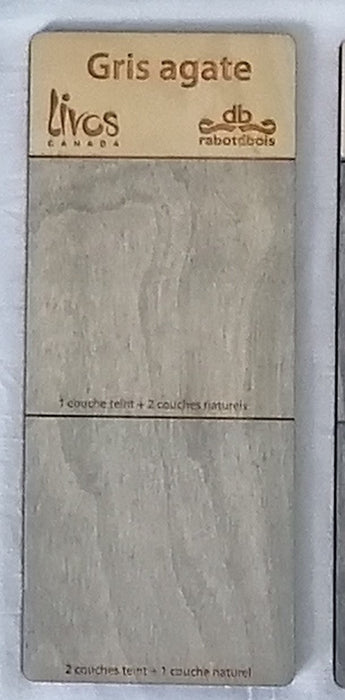 Gris agate
Livos
CANADA
db
rabotdbois
1 couche teint + 2 couches naturels
2 couches teint + 1 couche naturel